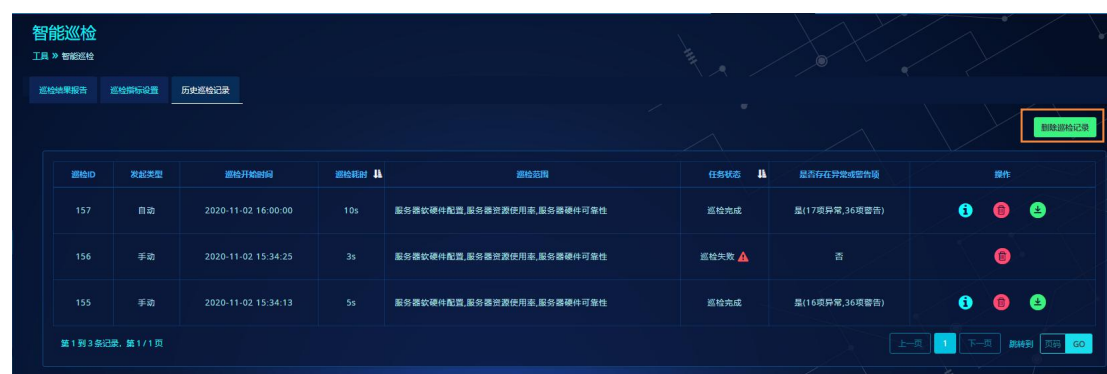 智能巡检
工具 » 智能巡检
巡检结果报告 巡检指标设置 历史巡检记录
删除巡检记录
巡检ID 发起类型 巡检开始时间 巡检耗时 巡检范围 任务状态 是否存在异常或警告项 操作
157 自动 2020-11-02 16:00:00 10s 服务器软硬件配置,服务器资源使用率,服务器硬件可靠性 巡检完成 是(17项异常,36项警告)
156 手动 2020-11-02 15:34:25 3s 服务器软硬件配置,服务器资源使用率,服务器硬件可靠性 巡检失败 否
155 手动 2020-11-02 15:34:13 5s 服务器软硬件配置,服务器资源使用率,服务器硬件可靠性 巡检完成 是(16项异常,36项警告)
第 1 到 3 条记录, 第 1 / 1 页 上一页 1 下一页 跳转到 页码 GO